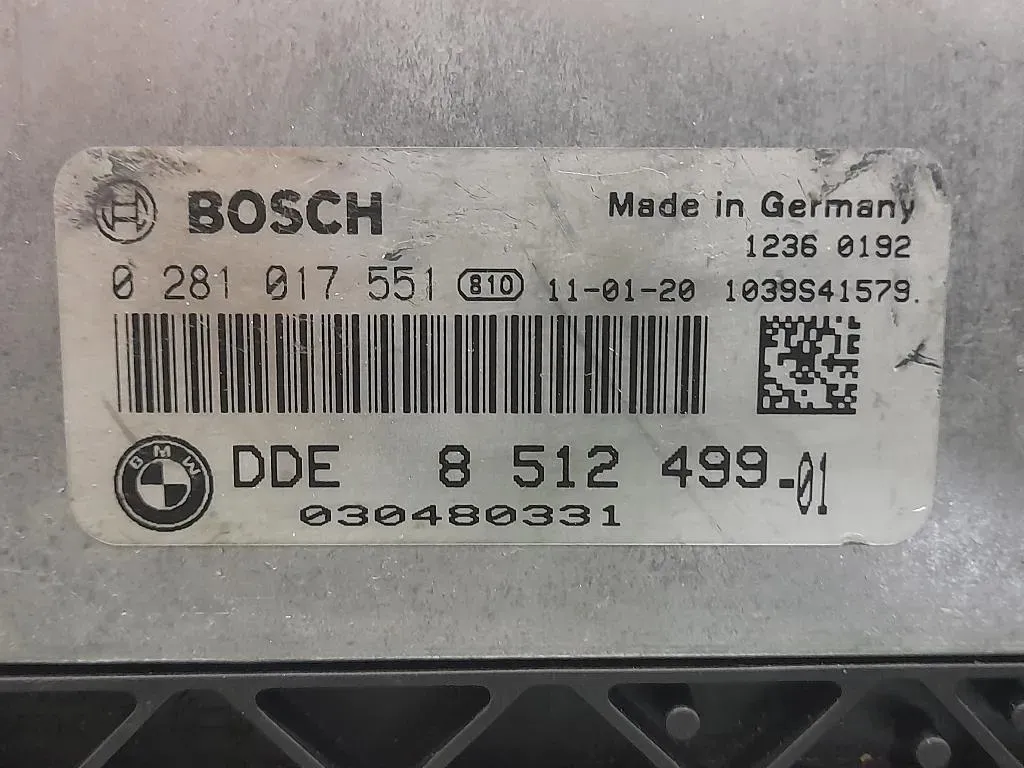 BOSCH
Made in Germany
1236 0192
0 281 017 551 810 11-01-20 1039S41579.
BMW
DDE 8 512 499-01
030480331